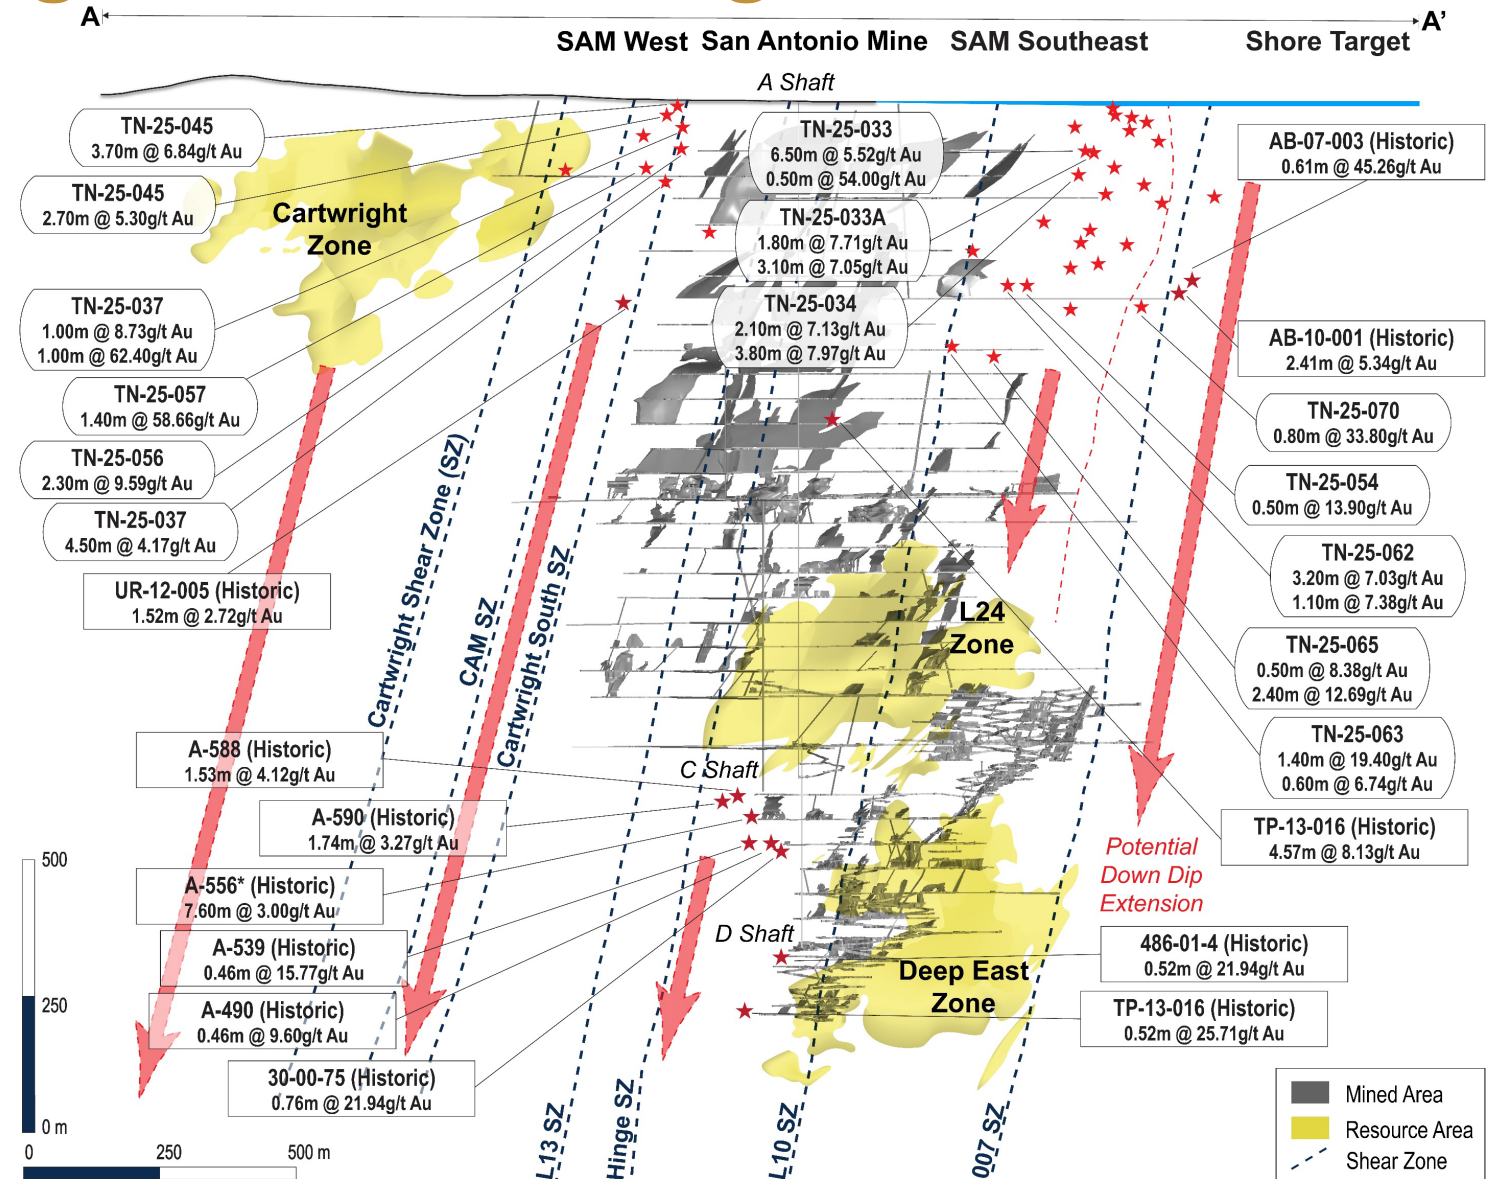 A
A'
SAM West
San Antonio Mine
SAM Southeast
Shore Target
A Shaft
TN-25-045
3.70m @ 6.84g/t Au
TN-25-045
2.70m @ 5.30g/t Au
Cartwright
Zone
TN-25-037
1.00m @ 8.73g/t Au
1.00m @ 62.40g/t Au
TN-25-057
1.40m @ 58.66g/t Au
TN-25-056
2.30m @ 9.59g/t Au
TN-25-037
4.50m @ 4.17g/t Au
UR-12-005 (Historic)
1.52m @ 2.72g/t Au
TN-25-033
6.50m @ 5.52g/t Au
0.50m @ 54.00g/t Au
TN-25-033A
1.80m @ 7.71g/t Au
3.10m @ 7.05g/t Au
TN-25-034
2.10m @ 7.13g/t Au
3.80m @ 7.97g/t Au
AB-07-003 (Historic)
0.61m @ 45.26g/t Au
AB-10-001 (Historic)
2.41m @ 5.34g/t Au
TN-25-070
0.80m @ 33.80g/t Au
TN-25-054
0.50m @ 13.90g/t Au
TN-25-062
3.20m @ 7.03g/t Au
1.10m @ 7.38g/t Au
TN-25-065
0.50m @ 8.38g/t Au
2.40m @ 12.69g/t Au
TN-25-063
1.40m @ 19.40g/t Au
0.60m @ 6.74g/t Au
TP-13-016 (Historic)
4.57m @ 8.13g/t Au
Cartwright Shear Zone (SZ)
CAM SZ
Cartwright South SZ
L24
Zone
C Shaft
A-588 (Historic)
1.53m @ 4.12g/t Au
A-590 (Historic)
1.74m @ 3.27g/t Au
A-556* (Historic)
7.60m @ 3.00g/t Au
A-539 (Historic)
0.46m @ 15.77g/t Au
A-490 (Historic)
0.46m @ 9.60g/t Au
30-00-75 (Historic)
0.76m @ 21.94g/t Au
D Shaft
Deep East
Zone
Potential
Down Dip
Extension
486-01-4 (Historic)
0.52m @ 21.94g/t Au
TP-13-016 (Historic)
0.52m @ 25.71g/t Au
L13 SZ
Hinge SZ
L10 SZ
007 SZ
500
250
0 m
0
250
500 m
Mined Area
Resource Area
Shear Zone